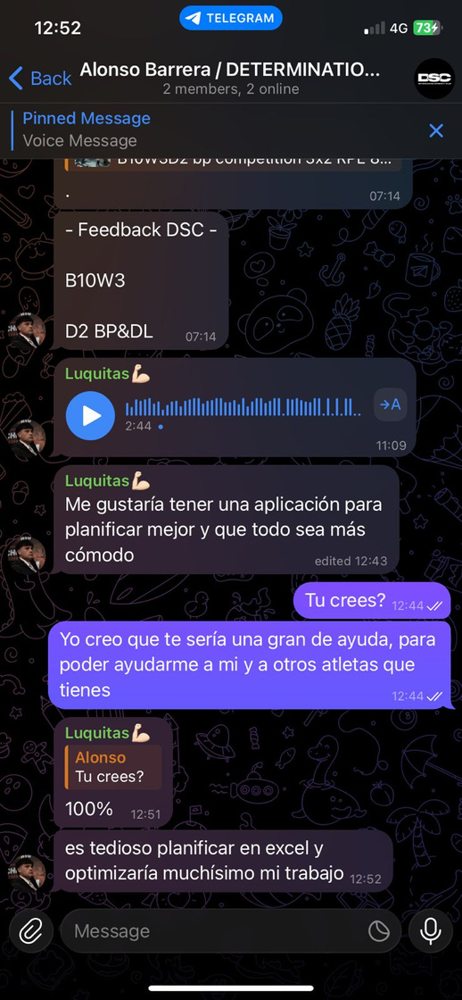 12:52
TELEGRAM
4G
73
Back
Alonso Barrera / DETERMINATIO...
2 members, 2 online
DSC
Pinned Message
Voice Message
B10W3D2 bp competition 3x2 RPE 8...
.
07:14
- Feedback DSC -
B10W3
D2 BP&DL
07:14
Luquitas💪🏻
→A
2:44
11:09
Luquitas💪🏻
Me gustaría tener una aplicación para
planificar mejor y que todo sea más
cómodo
edited 12:43
Tu crees? 12:44
Yo creo que te sería una gran de ayuda, para
poder ayudarme a mi y a otros atletas que
tienes
12:44
Luquitas💪🏻
Alonso
Tu crees?
100% 12:51
es tedioso planificar en excel y
optimizaría muchísimo mi trabajo 12:52
Message